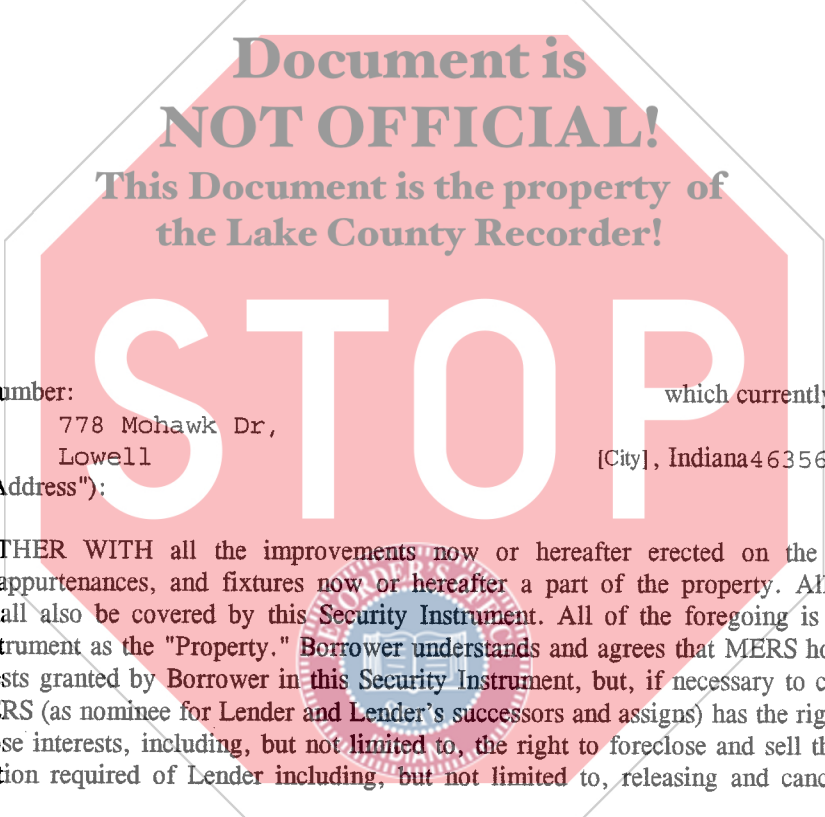 Document is
NOT OFFICIAL!
This Document is the property of
the Lake County Recorder!
STOP
umber: which currently
778 Mohawk Dr,
Lowell [City], Indiana46356
Address"):
THER WITH all the improvements now or hereafter erected on the
appurtenances, and fixtures now or hereafter a part of the property. All
all also be covered by this Security Instrument. All of the foregoing is
trument as the "Property." Borrower understands and agrees that MERS ho
sts granted by Borrower in this Security Instrument, but, if necessary to c
RS (as nominee for Lender and Lender's successors and assigns) has the rig
se interests, including, but not limited to, the right to foreclose and sell th
tion required of Lender including, but not limited to, releasing and canc